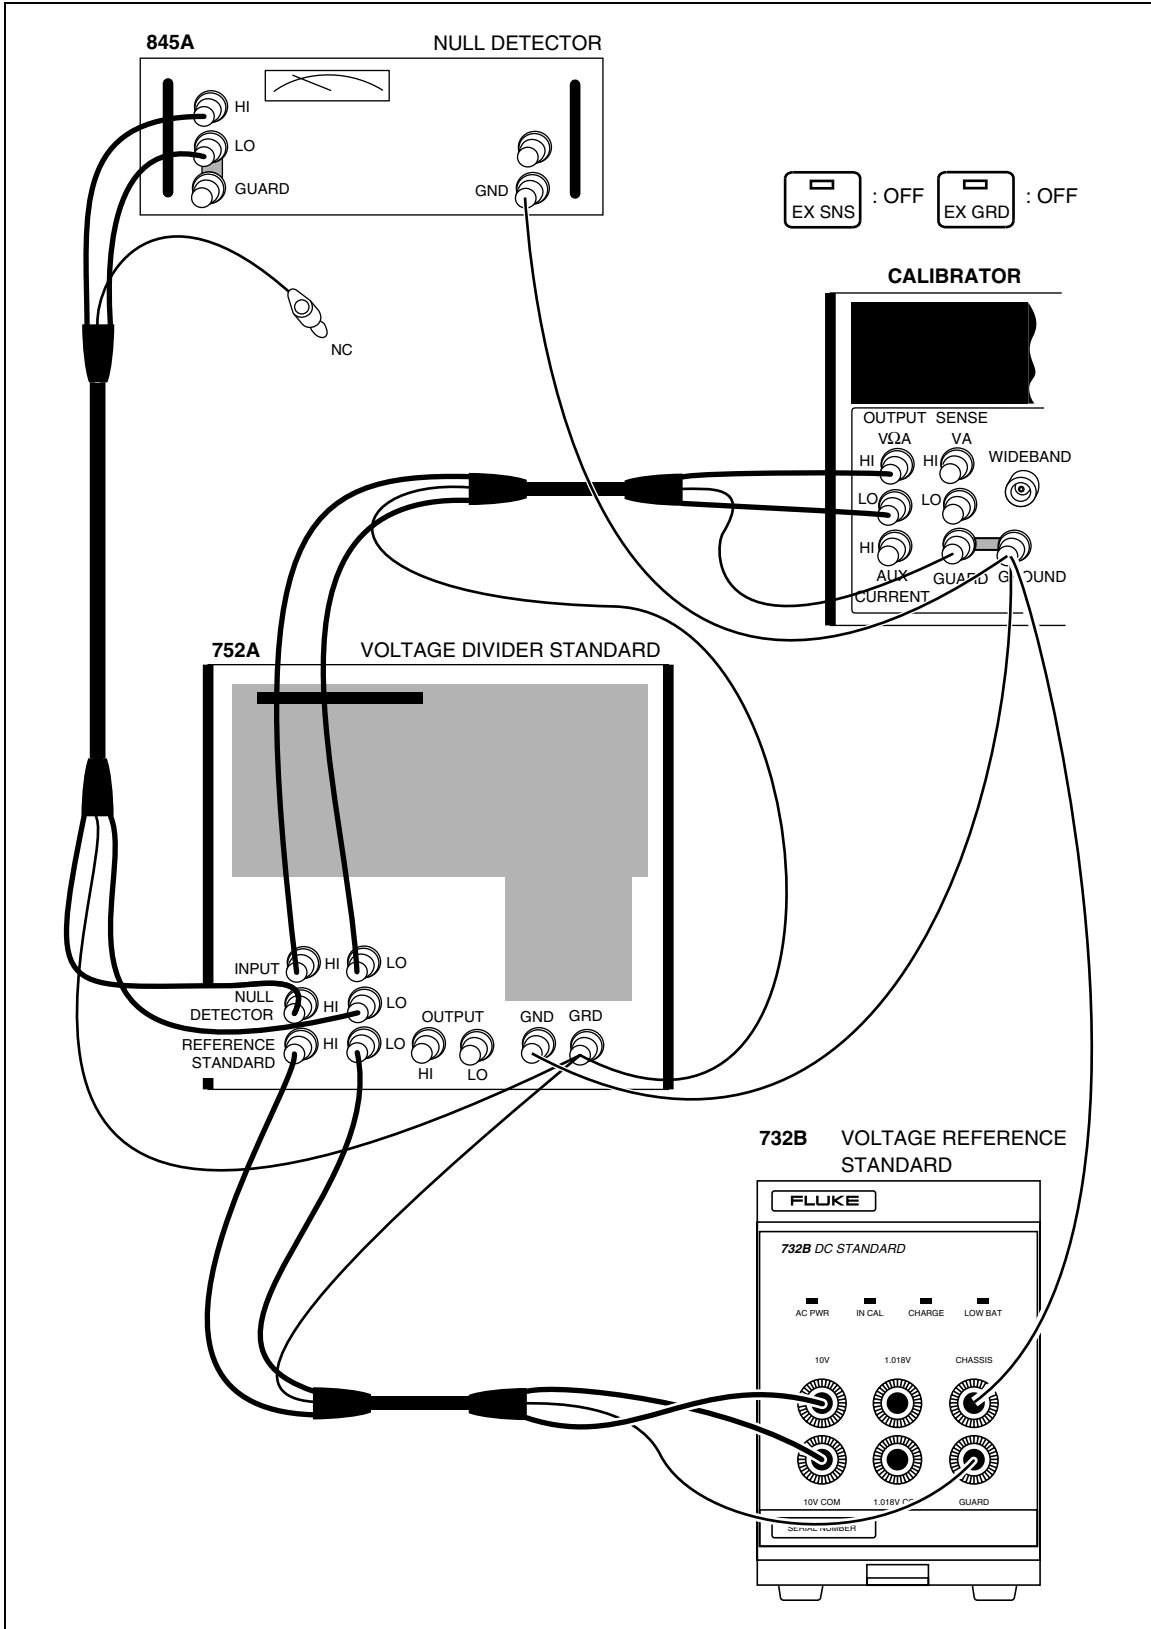 845A NULL DETECTOR
HI
LO
GUARD
GND
EX SNS : OFF EX GRD : OFF
NC
CALIBRATOR
OUTPUT SENSE
VΩA VA
HI HI WIDEBAND
LO LO
HI
AUX GUARD GROUND
CURRENT
752A VOLTAGE DIVIDER STANDARD
INPUT HI LO
NULL
DETECTOR HI LO
OUTPUT GND GRD
REFERENCE
STANDARD HI LO
HI LO
732B VOLTAGE REFERENCE
STANDARD
FLUKE
732B DC STANDARD
AC PWR IN CAL CHARGE LOW BAT
10V 1.018V CHASSIS
10V COM 1.018V GUARD
SERIAL NUMBER